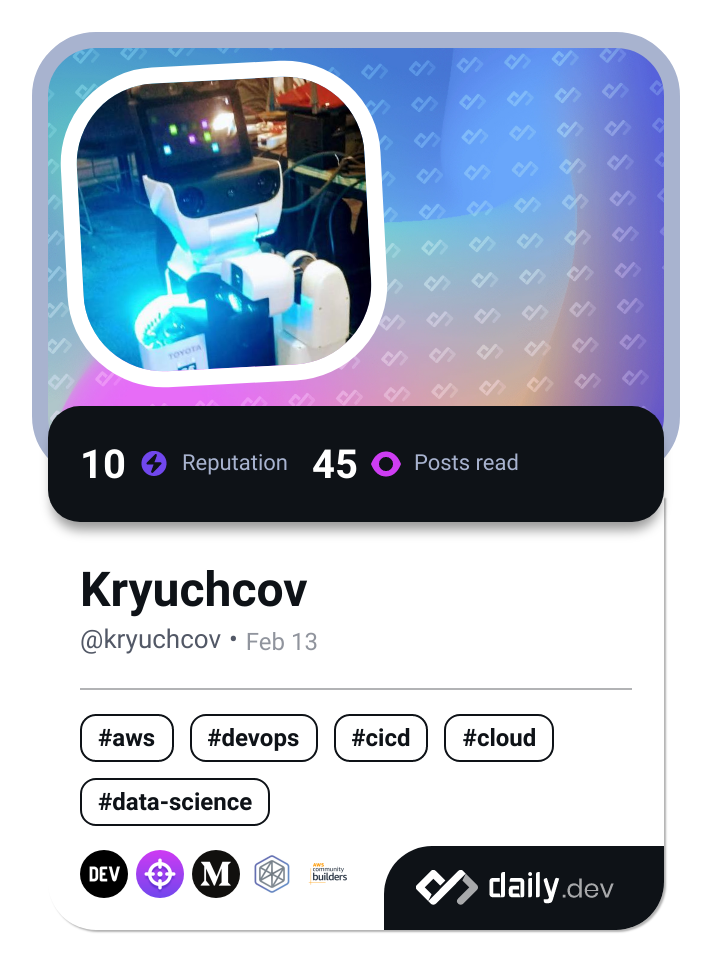 TOYOTA
10 Reputation 45 Posts read
Kryuchcov
@kryuchcov • Feb 13
#aws #devops #cicd #cloud
#data-science
DEV M aws community builders
daily.dev